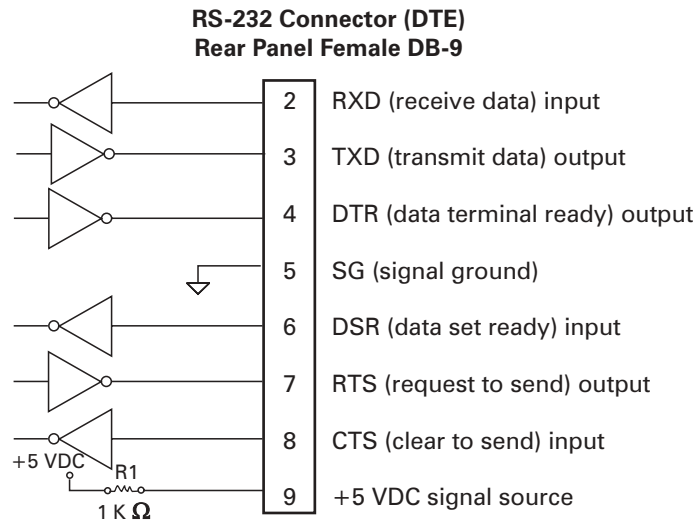 RS-232 Connector (DTE)
Rear Panel Female DB-9
2 RXD (receive data) input
3 TXD (transmit data) output
4 DTR (data terminal ready) output
5 SG (signal ground)
6 DSR (data set ready) input
7 RTS (request to send) output
8 CTS (clear to send) input
+5 VDC
R1
1 K Ω
9 +5 VDC signal source